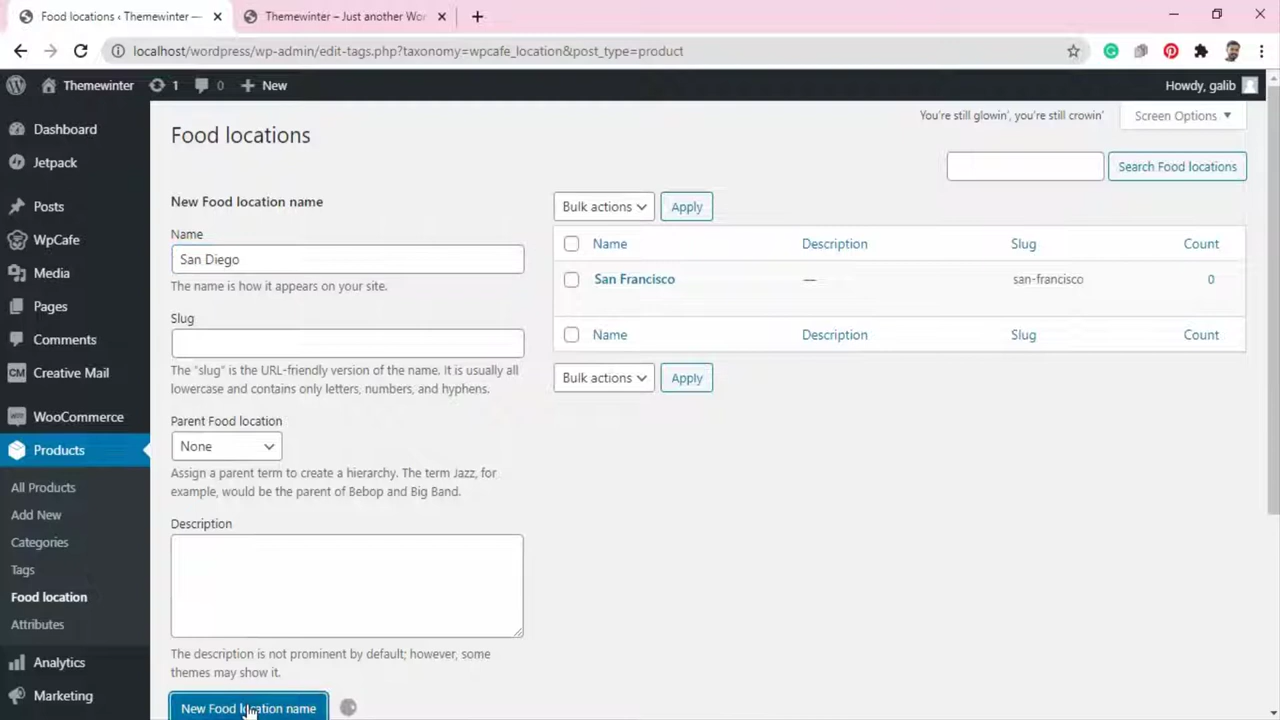 Food locations ‹ Themewinter —
Themewinter – Just another Wor
localhost/wordpress/wp-admin/edit-tags.php?taxonomy=wpcafe_location&post_type=product
Themewinter
1
0
New
Howdy, galib
Dashboard
Jetpack
Posts
WpCafe
Media
Pages
Comments
CM
Creative Mail
WooCommerce
Products
All Products
Add New
Categories
Tags
Food location
Attributes
Analytics
Marketing
You're still glowin', you're still crowin'
Screen Options
Food locations
Search Food locations
New Food location name
Name
San Diego
The name is how it appears on your site.
Slug
The "slug" is the URL-friendly version of the name. It is usually all
lowercase and contains only letters, numbers, and hyphens.
Parent Food location
None
Assign a parent term to create a hierarchy. The term Jazz, for
example, would be the parent of Bebop and Big Band.
Description
The description is not prominent by default; however, some
themes may show it.
New Food location name
Bulk actions Apply
Name Description Slug Count
San Francisco — san-francisco 0
Name Description Slug Count
Bulk actions Apply